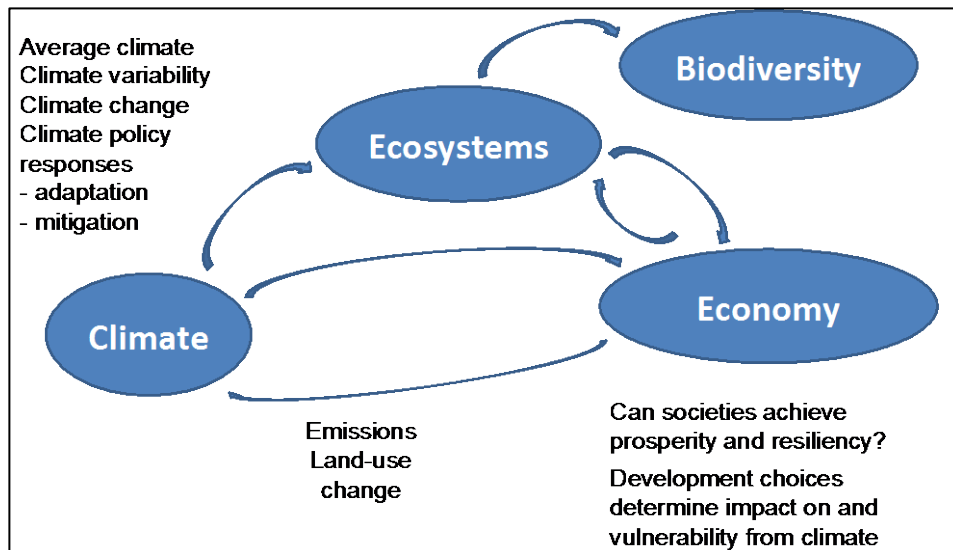 Average climate
Climate variability
Climate change
Climate policy
responses
- adaptation
- mitigation
Biodiversity
Ecosystems
Climate
Economy
Emissions
Land-use
change
Can societies achieve
prosperity and resiliency?
Development choices
determine impact on and
vulnerability from climate